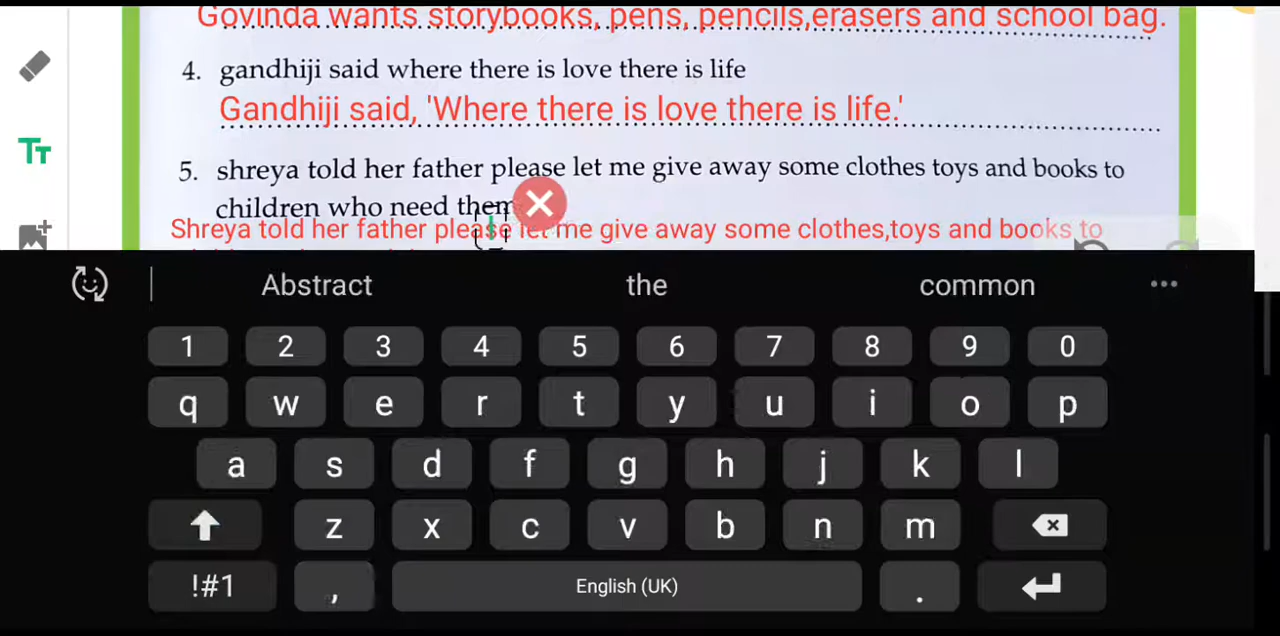 Govinda wants storybooks, pens, pencils,erasers and school bag.
4. gandhiji said where there is love there is life
Gandhiji said, 'Where there is love there is life.'
5. shreya told her father please let me give away some clothes toys and books to
children who need them
Shreya told her father please let me give away some clothes,toys and books to
TT
Abstract the common
1 2 3 4 5 6 7 8 9 0
q w e r t y u i o p
a s d f g h j k l
z x c v b n m
!#1 , English (UK) .